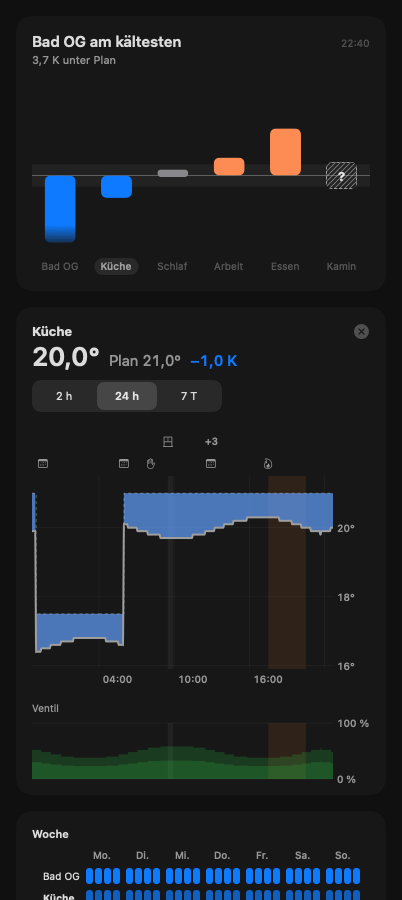 Bad OG am kältesten
22:40
3,7 K unter Plan
?
Bad OG Küche Schlaf Arbeit Essen Kamin
Küche
20,0° Plan 21,0° −1,0 K
2 h 24 h 7 T
+3
20°
18°
16°
04:00 10:00 16:00
Ventil
100 %
0 %
Woche
Mo. Di. Mi. Do. Fr. Sa. So.
Bad OG
Küche